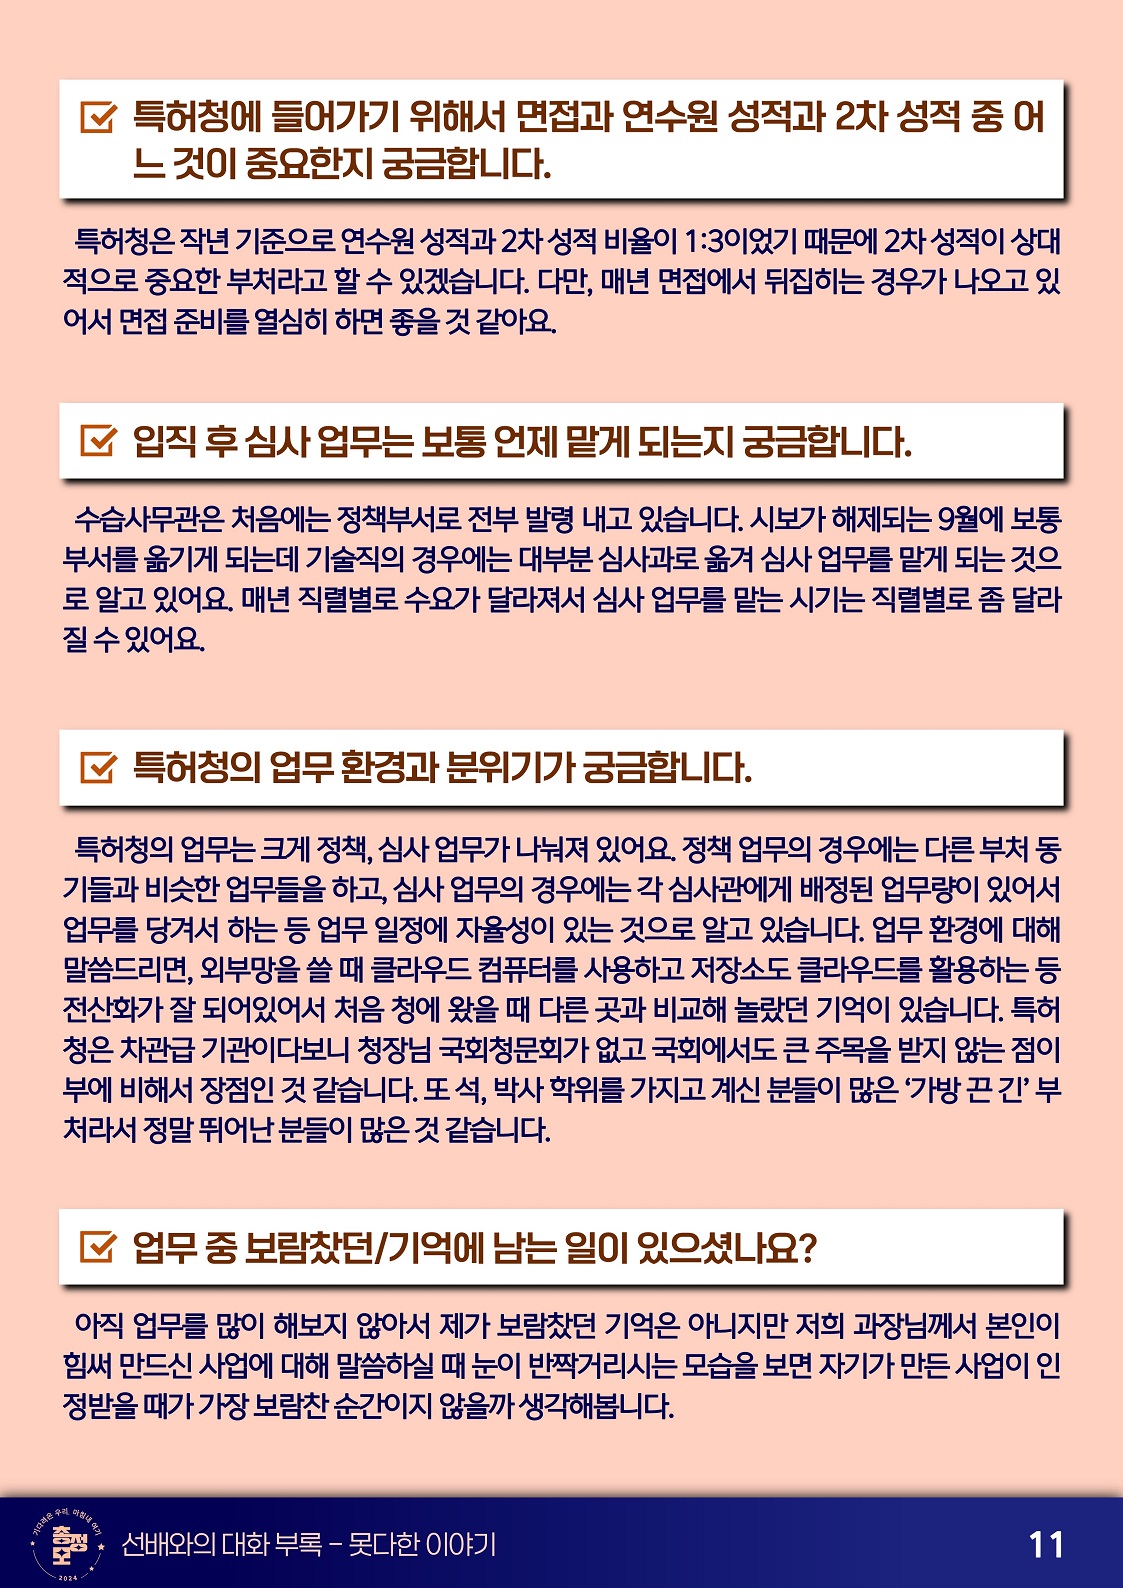 특허청에 들어가기 위해서 면접과 연수원 성적과 2차 성적 중 어
느 것이 중요한지 궁금합니다.
특허청은 작년 기준으로 연수원 성적과 2차 성적 비율이 1:3이었기 때문에 2차 성적이 상대
적으로 중요한 부처라고 할 수 있겠습니다. 다만, 매년 면접에서 뒤집히는 경우가 나오고 있
어서 면접 준비를 열심히 하면 좋을 것 같아요.
입직 후 심사 업무는 보통 언제 맡게 되는지 궁금합니다.
수습사무관은 처음에는 정책부서로 전부 발령 내고 있습니다. 시보가 해제되는 9월에 보통
부서를 옮기게 되는데 기술직의 경우에는 대부분 심사과로 옮겨 심사 업무를 맡게 되는 것으
로 알고 있어요. 매년 직렬별로 수요가 달라져서 심사 업무를 맡는 시기는 직렬별로 좀 달라
질 수 있어요.
특허청의 업무 환경과 분위기가 궁금합니다.
특허청의 업무는 크게 정책, 심사 업무가 나눠져 있어요. 정책 업무의 경우에는 다른 부처 동
기들과 비슷한 업무들을 하고, 심사 업무의 경우에는 각 심사관에게 배정된 업무량이 있어서
업무를 당겨서 하는 등 업무 일정에 자율성이 있는 것으로 알고 있습니다. 업무 환경에 대해
말씀드리면, 외부망을 쓸 때 클라우드 컴퓨터를 사용하고 저장소도 클라우드를 활용하는 등
전산화가 잘 되어있어서 처음 청에 왔을 때 다른 곳과 비교해 놀랐던 기억이 있습니다. 특허
청은 차관급 기관이다보니 청장님 국회청문회가 없고 국회에서도 큰 주목을 받지 않는 점이
부에 비해서 장점인 것 같습니다. 또 석, 박사 학위를 가지고 계신 분들이 많은 ‘가방 끈 긴’ 부
처라서 정말 뛰어난 분들이 많은 것 같습니다.
업무 중 보람찼던/기억에 남는 일이 있으셨나요?
아직 업무를 많이 해보지 않아서 제가 보람찼던 기억은 아니지만 저희 과장님께서 본인이
힘써 만드신 사업에 대해 말씀하실 때 눈이 반짝거리시는 모습을 보면 자기가 만든 사업이 인
정받을 때가 가장 보람찬 순간이지 않을까 생각해봅니다.
기다려온 우리, 마침내 여기
총정
모
2024
선배와의 대화 부록 - 못다한 이야기
11